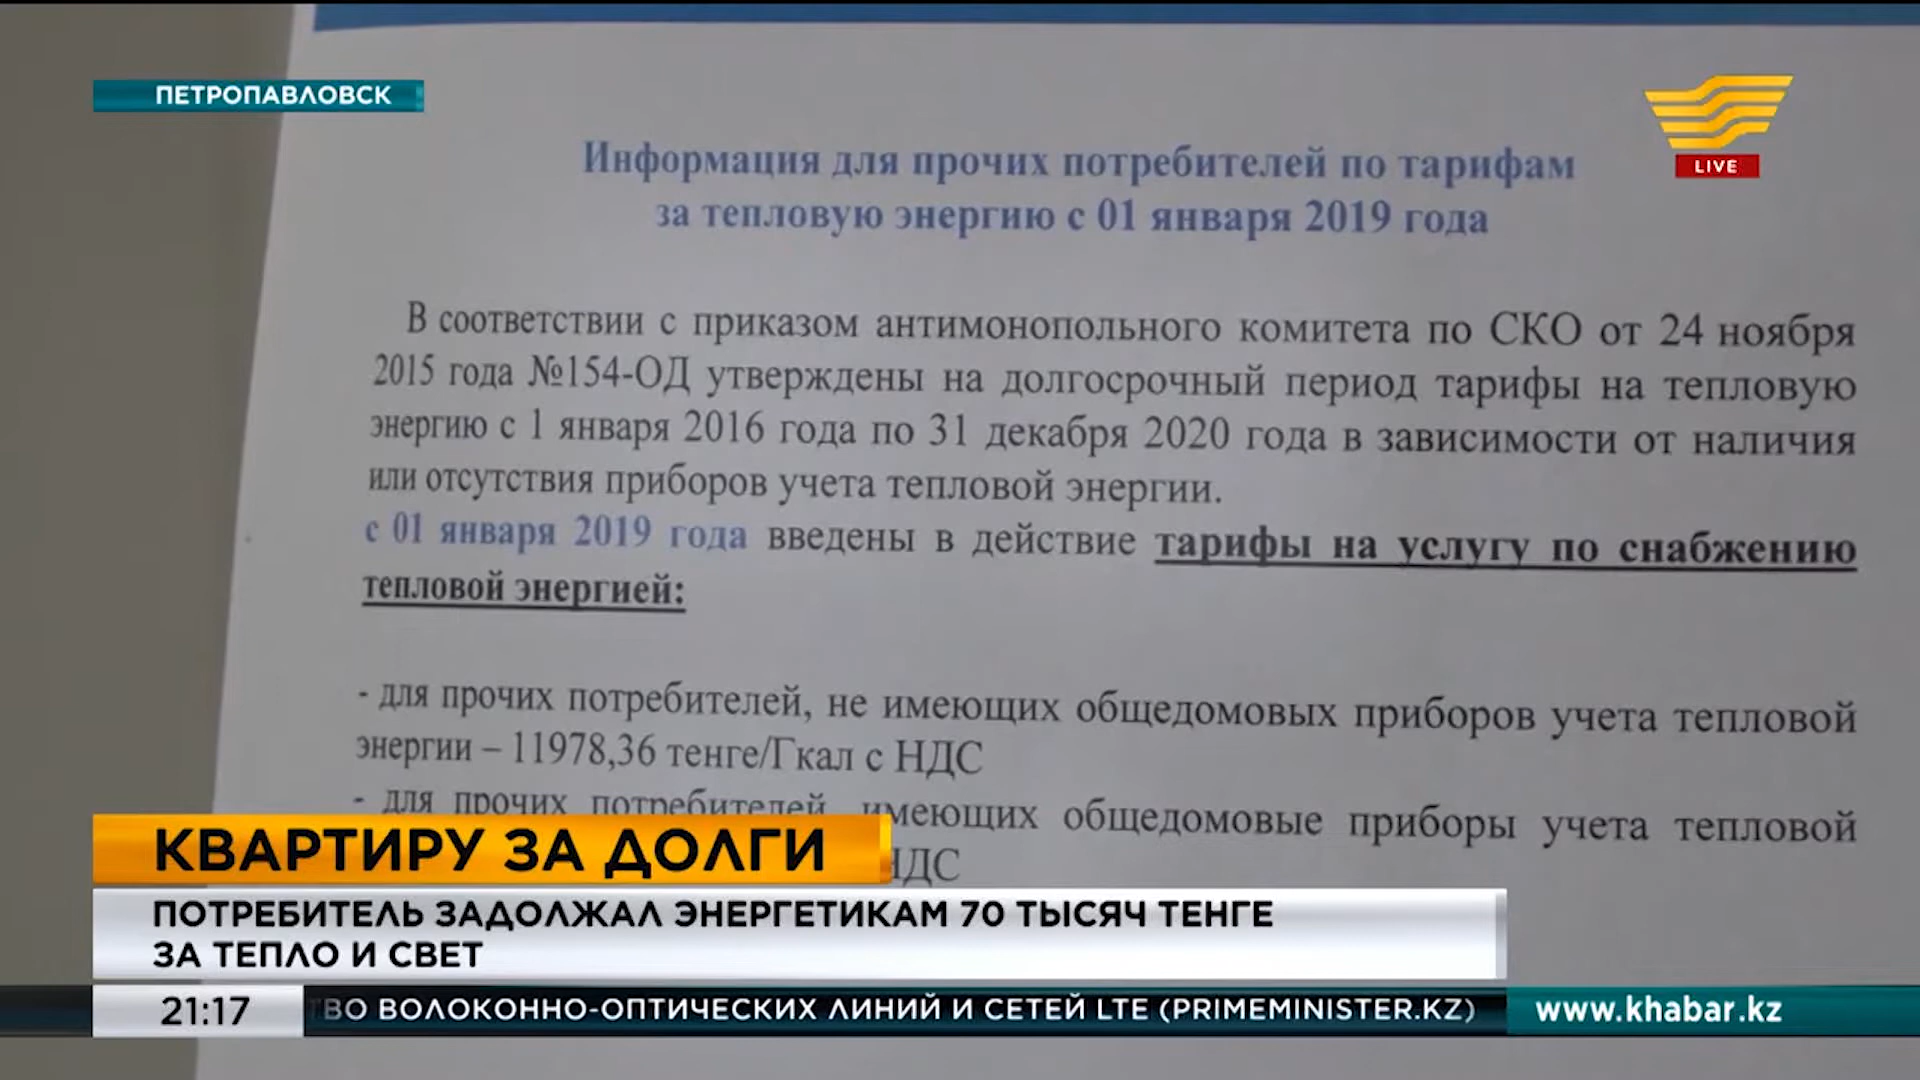 ПЕТРОПАВЛОВСК
LIVE
Информация для прочих потребителей по тарифам
за тепловую энергию с 01 января 2019 года
В соответствии с приказом антимонопольного комитета по СКО от 24 ноября
2015 года №154-ОД утверждены на долгосрочный период тарифы на тепловую
энергию с 1 января 2016 года по 31 декабря 2020 года в зависимости от наличия
или отсутствия приборов учета тепловой энергии.
с 01 января 2019 года введены в действие тарифы на услугу по снабжению
тепловой энергией:
- для прочих потребителей, не имеющих общедомовых приборов учета тепловой
энергии – 11978,36 тенге/Гкал с НДС
- для прочих потребителей, имеющих общедомовые приборы учета тепловой
НДС
КВАРТИРУ ЗА ДОЛГИ
ПОТРЕБИТЕЛЬ ЗАДОЛЖАЛ ЭНЕРГЕТИКАМ 70 ТЫСЯЧ ТЕНГЕ
ЗА ТЕПЛО И СВЕТ
21:17
ТВО ВОЛОКОННО-ОПТИЧЕСКИХ ЛИНИЙ И СЕТЕЙ LTE (PRIMEMINISTER.KZ)
www.khabar.kz